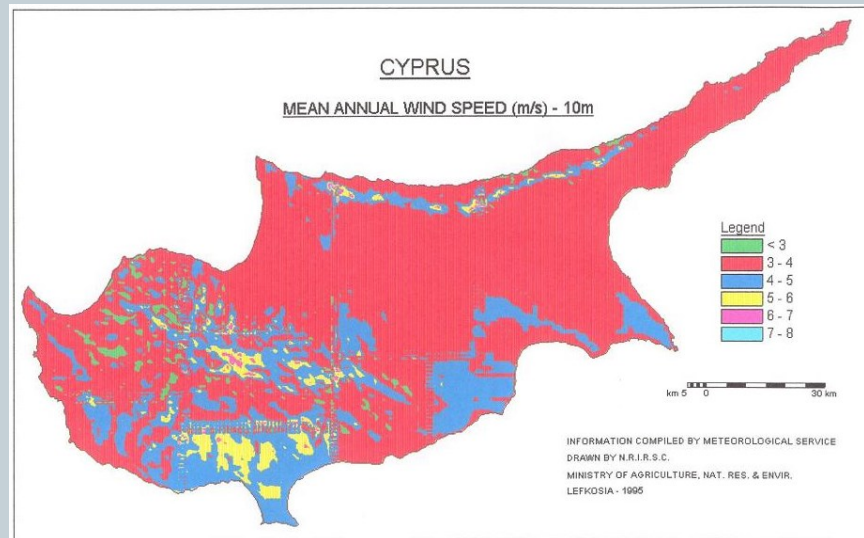 CYPRUS
MEAN ANNUAL WIND SPEED (m/s) - 10m
Legend
< 3
3 - 4
4 - 5
5 - 6
6 - 7
7 - 8
km 5 0 30 km
INFORMATION COMPILED BY METEOROLOGICAL SERVICE
DRAWN BY N.R.I.R.S.C.
MINISTRY OF AGRICULTURE, NAT. RES. & ENVIR.
LEFKOSIA - 1995